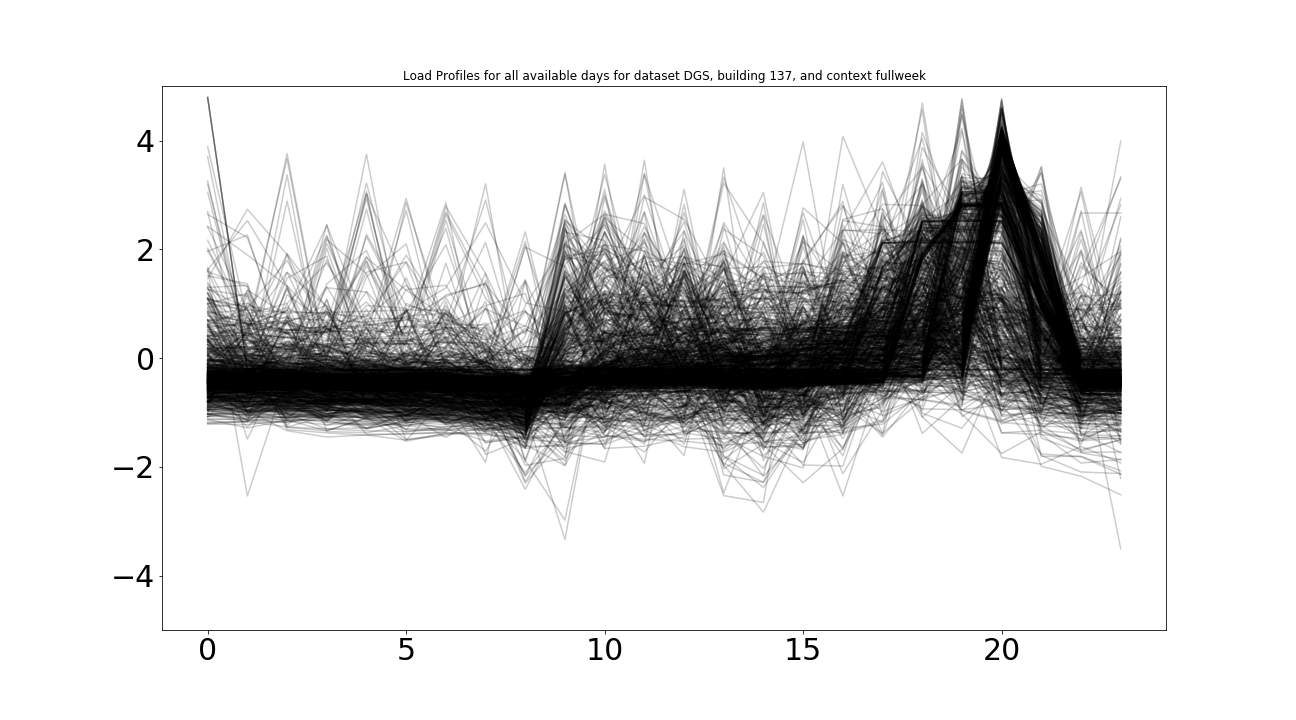 Load Profiles for all available days for dataset DGS, building 137, and context fullweek
4
2
0
−2
−4
0 5 10 15 20